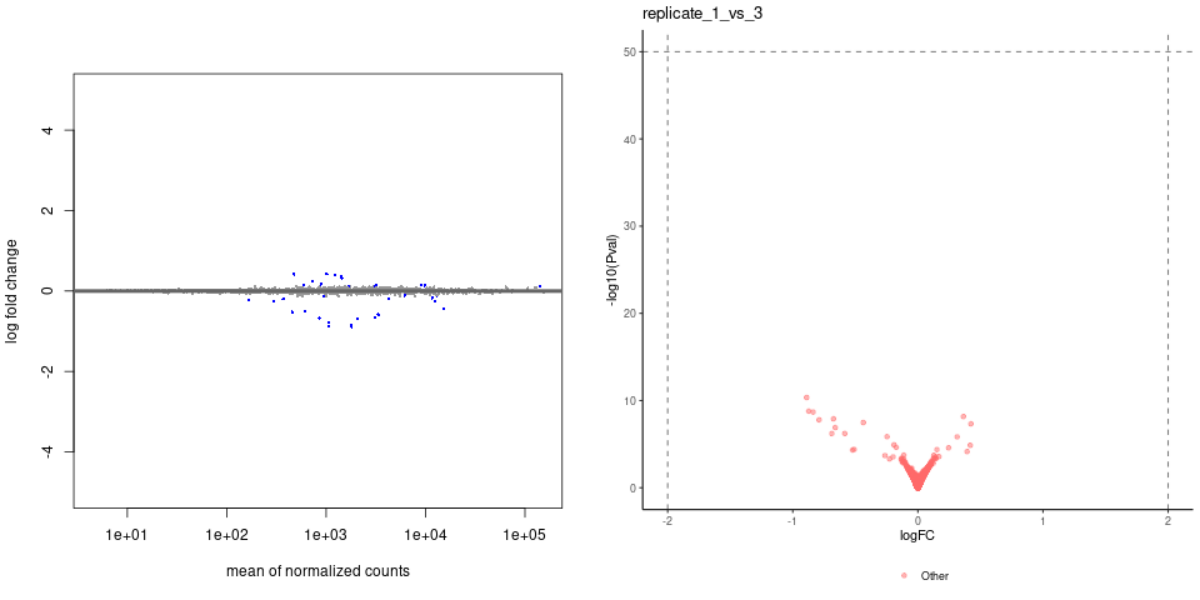 4
2
0
-2
-4
log fold change
1e+01 1e+02 1e+03 1e+04 1e+05
mean of normalized counts
replicate_1_vs_3
50
40
30
20
10
0
-log10(Pval)
-2 -1 0 1 2
logFC
Other